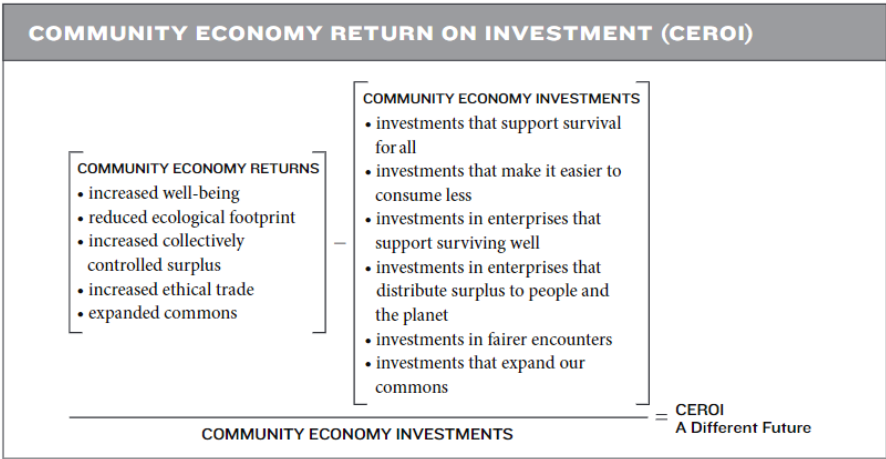 COMMUNITY ECONOMY RETURN ON INVESTMENT (CEROI)
COMMUNITY ECONOMY RETURNS
• increased well-being
• reduced ecological footprint
• increased collectively
controlled surplus
• increased ethical trade
• expanded commons
–
COMMUNITY ECONOMY INVESTMENTS
• investments that support survival
for all
• investments that make it easier to
consume less
• investments in enterprises that
support surviving well
• investments in enterprises that
distribute surplus to people and
the planet
• investments in fairer encounters
• investments that expand our
commons
COMMUNITY ECONOMY INVESTMENTS
= CEROI
A Different Future